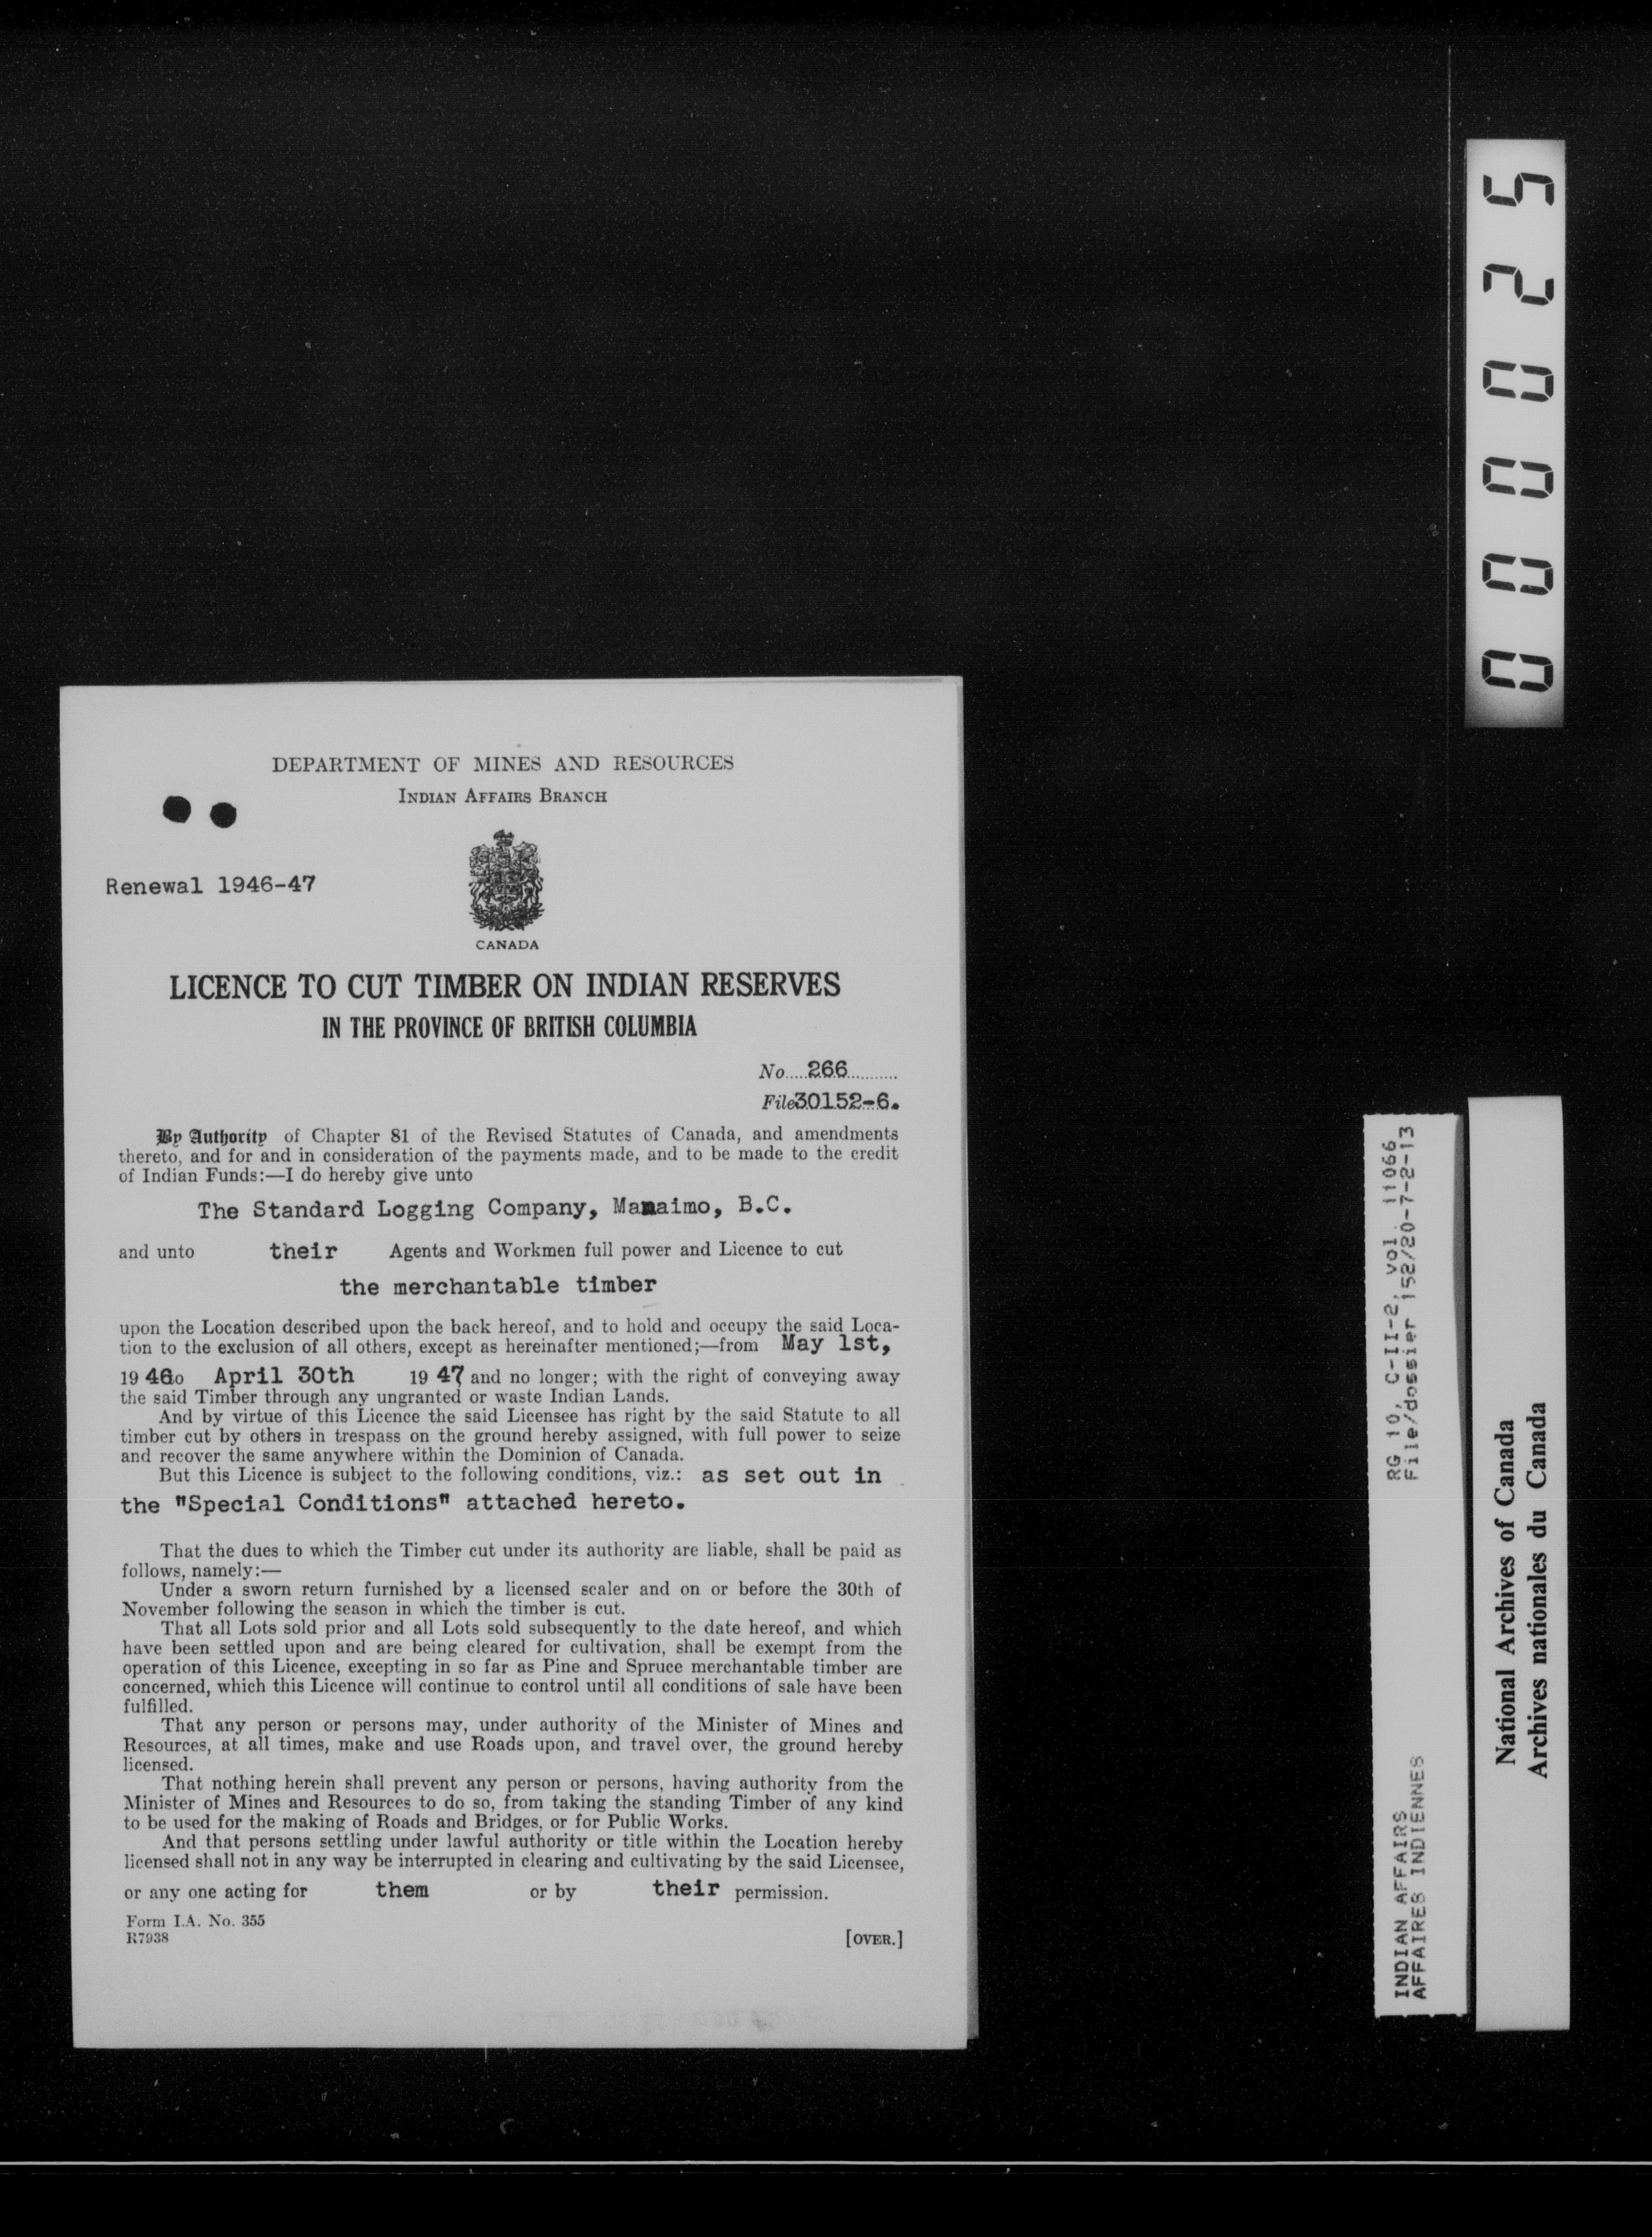 DEPARTMENT OF MINES AND RESOURCES
INDIAN AFFAIRS BRANCH
Renewal 1946-47
CANADA
LICENCE TO CUT TIMBER ON INDIAN RESERVES
IN THE PROVINCE OF BRITISH COLUMBIA
No.....266..........
File30152-6.
By Authority of Chapter 81 of the Revised Statutes of Canada, and amendments
thereto, and for and in consideration of the payments made, and to be made to the credit
of Indian Funds:—I do hereby give unto
The Standard Logging Company, Manaimo, B.C.
and unto their Agents and Workmen full power and Licence to cut
the merchantable timber
upon the Location described upon the back hereof, and to hold and occupy the said Loca-
tion to the exclusion of all others, except as hereinafter mentioned;—from May 1st,
19 46to April 30th 19 47 and no longer; with the right of conveying away
the said Timber through any ungranted or waste Indian Lands.
And by virtue of this Licence the said Licensee has right by the said Statute to all
timber cut by others in trespass on the ground hereby assigned, with full power to seize
and recover the same anywhere within the Dominion of Canada.
But this Licence is subject to the following conditions, viz.: as set out in
the "Special Conditions" attached hereto.
That the dues to which the Timber cut under its authority are liable, shall be paid as
follows, namely:—
Under a sworn return furnished by a licensed scaler and on or before the 30th of
November following the season in which the timber is cut.
That all Lots sold prior and all Lots sold subsequently to the date hereof, and which
have been settled upon and are being cleared for cultivation, shall be exempt from the
operation of this Licence, excepting in so far as Pine and Spruce merchantable timber are
concerned, which this Licence will continue to control until all conditions of sale have been
fulfilled.
That any person or persons may, under authority of the Minister of Mines and
Resources, at all times, make and use Roads upon, and travel over, the ground hereby
licensed.
That nothing herein shall prevent any person or persons, having authority from the
Minister of Mines and Resources to do so, from taking the standing Timber of any kind
to be used for the making of Roads and Bridges, or for Public Works.
And that persons settling under lawful authority or title within the Location hereby
licensed shall not in any way be interrupted in clearing and cultivating by the said Licensee,
or any one acting for them or by their permission.
Form I.A. No. 355
R7938
[OVER.]
000025
INDIAN AFFAIRS RG 10, C-II-2, vol. 11066
AFFAIRES INDIENNES File/dossier 152/20-7-2-13
National Archives of Canada
Archives nationales du Canada